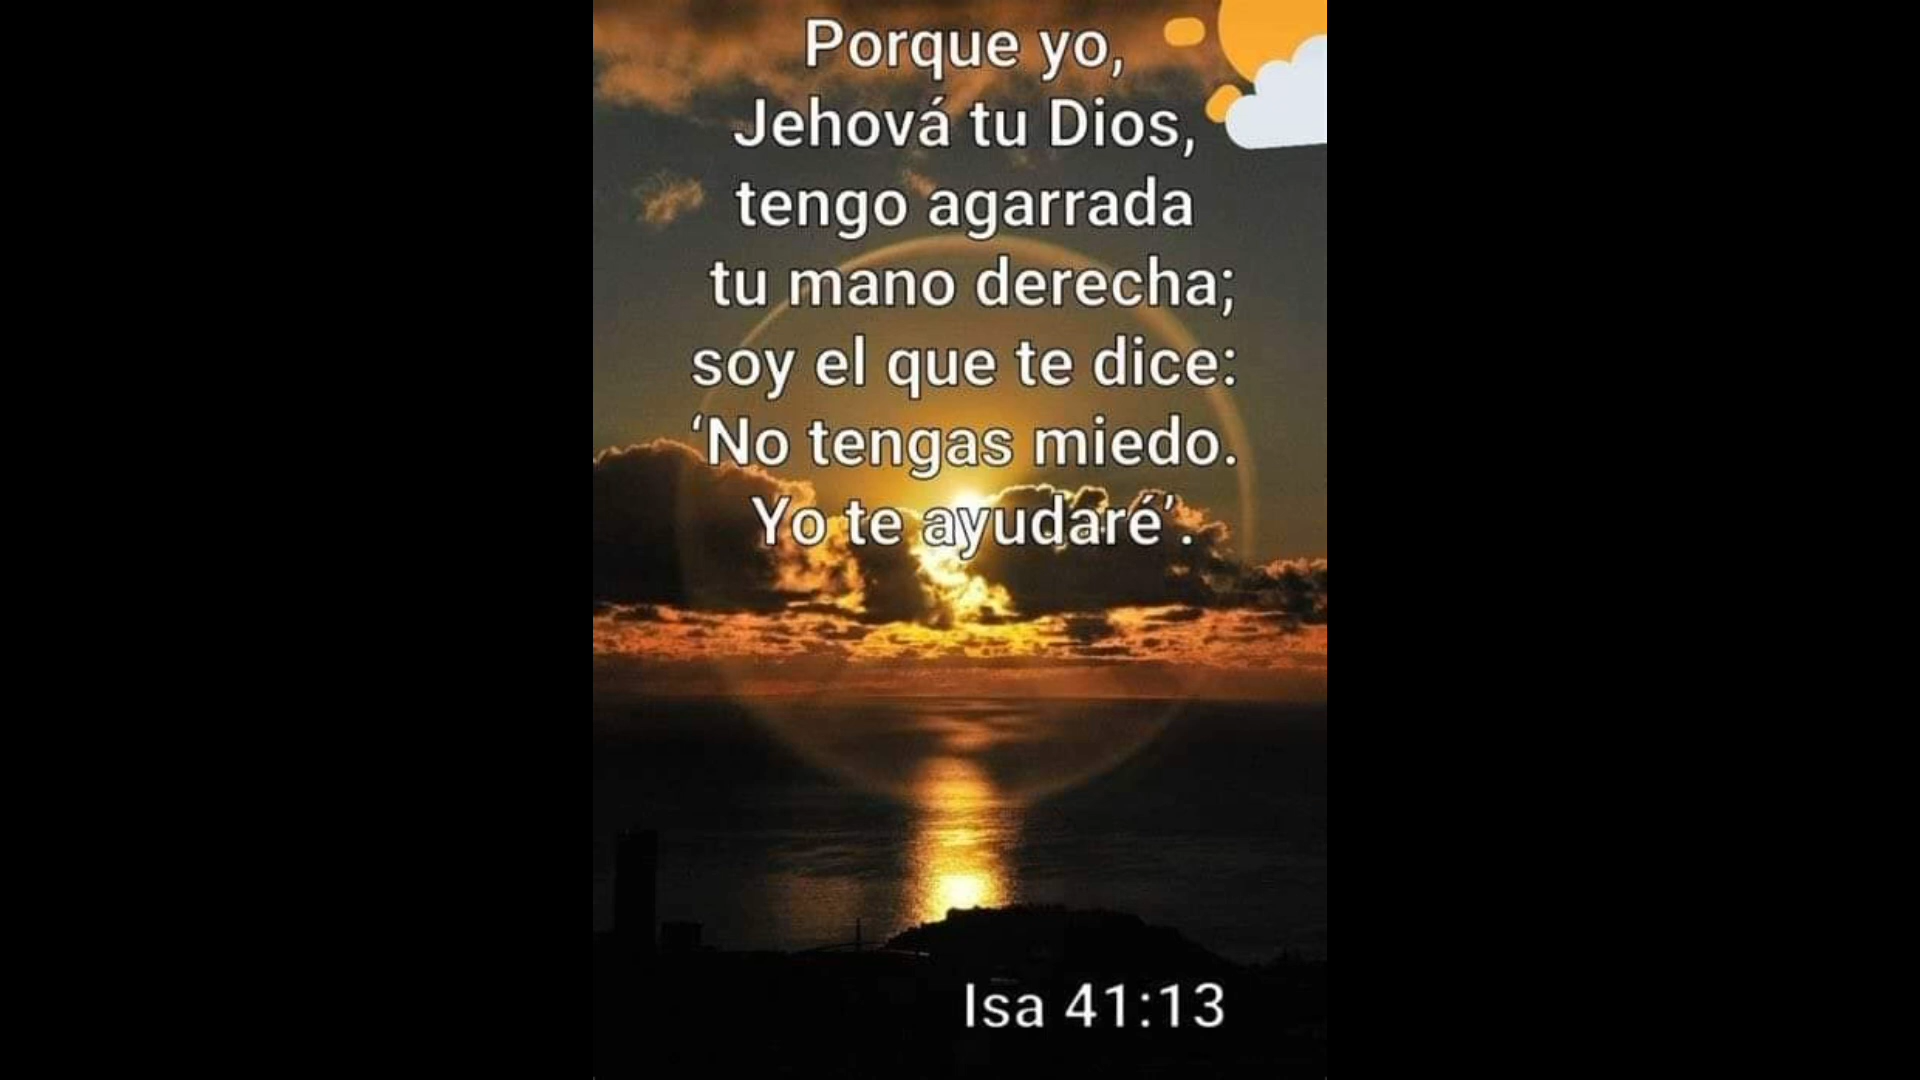 Porque yo,
Jehová tu Dios,
tengo agarrada
tu mano derecha;
soy el que te dice:
‘No tengas miedo.
Yo te ayudaré’.
Isa 41:13